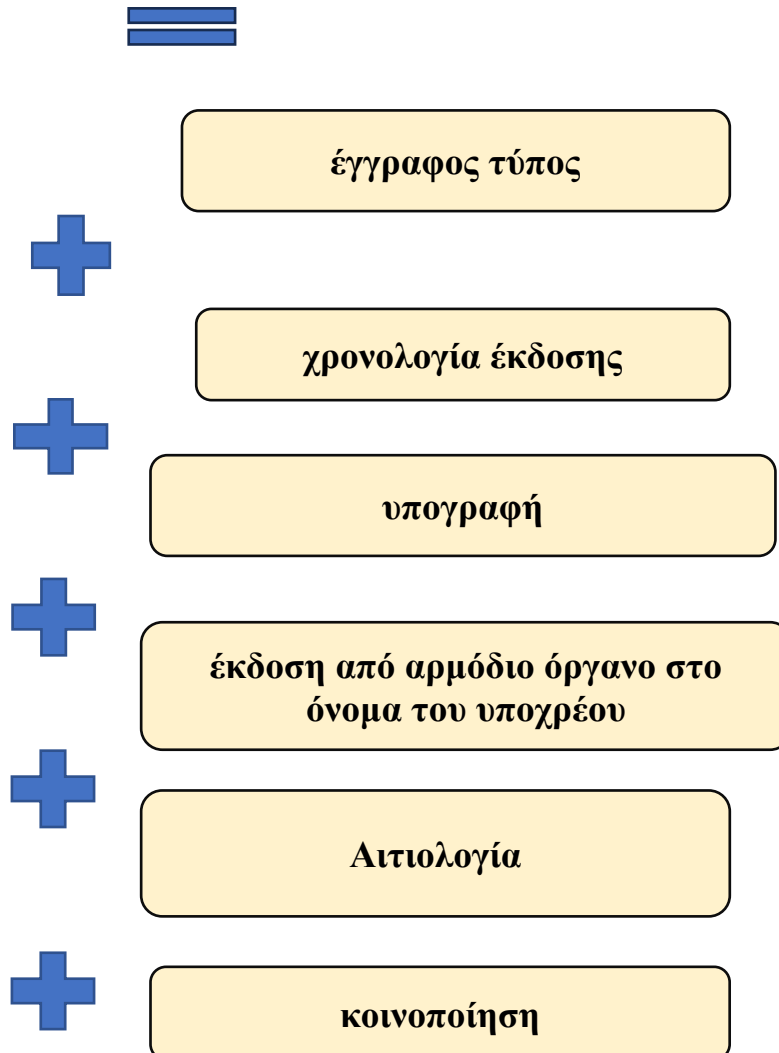 έγγραφος τύπος
χρονολογία έκδοσης
υπογραφή
έκδοση από αρμόδιο όργανο στο
όνομα του υποχρέου
Αιτιολογία
κοινοποίηση